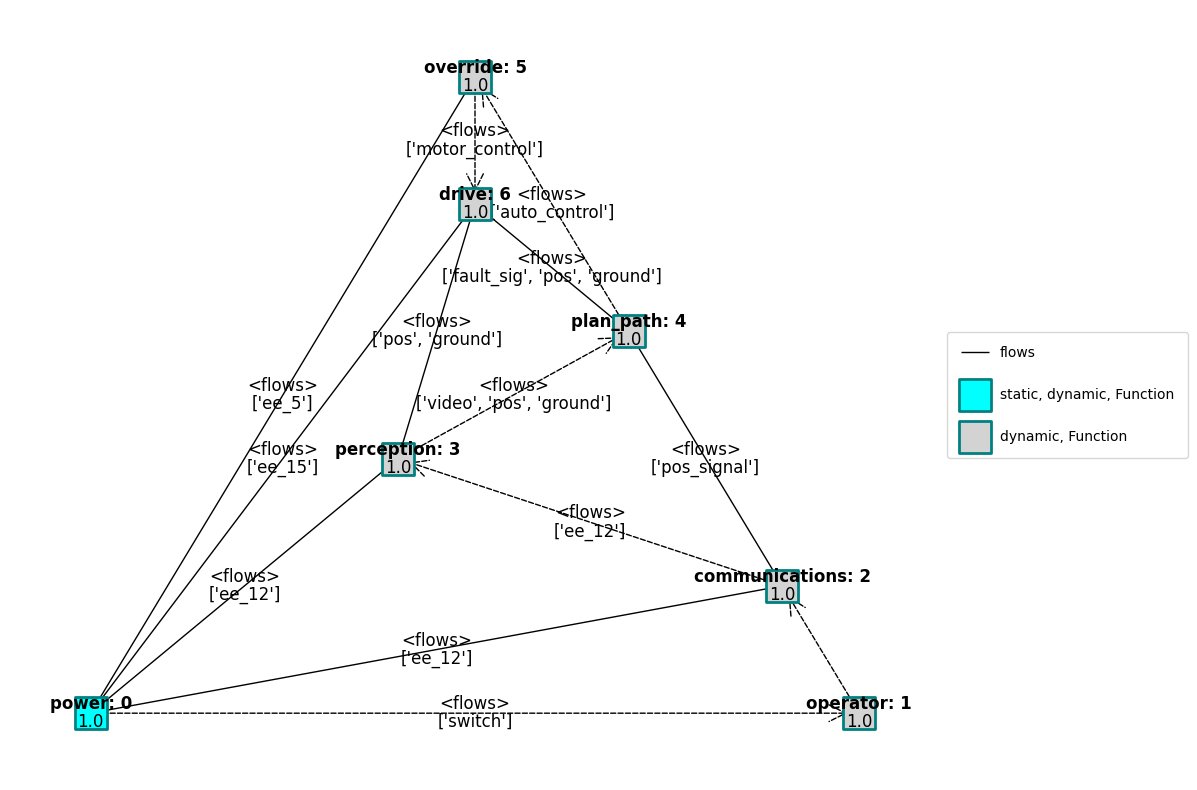 override: 5
1.0
<flows>
['motor_control']
drive: 6
1.0
<flows>
['auto_control']
<flows>
['fault_sig', 'pos', 'ground']
<flows>
['pos', 'ground']
plan_path: 4
1.0
flows
static, dynamic, Function
dynamic, Function
<flows>
['ee_5']
<flows>
['video', 'pos', 'ground']
<flows>
['ee_15']
perception: 3
1.0
<flows>
['pos_signal']
<flows>
['ee_12']
<flows>
['ee_12']
communications: 2
1.0
<flows>
['ee_12']
power: 0
1.0
<flows>
['switch']
operator: 1
1.0